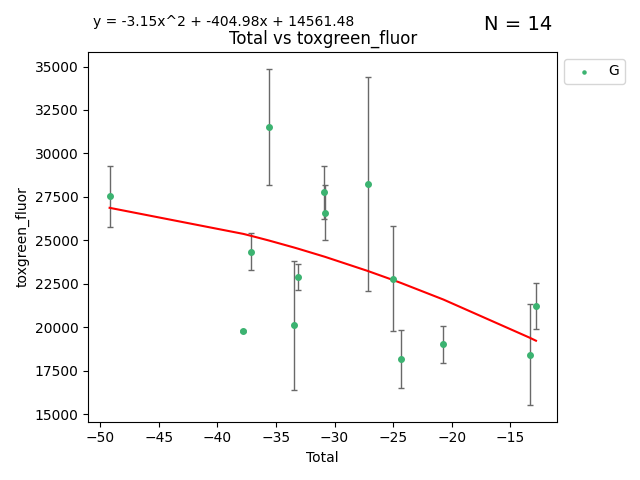 y = -3.15x^2 + -404.98x + 14561.48
N = 14
Total vs toxgreen_fluor
G
35000
32500
30000
27500
25000
22500
20000
17500
15000
toxgreen_fluor
−50 −45 −40 −35 −30 −25 −20 −15
Total